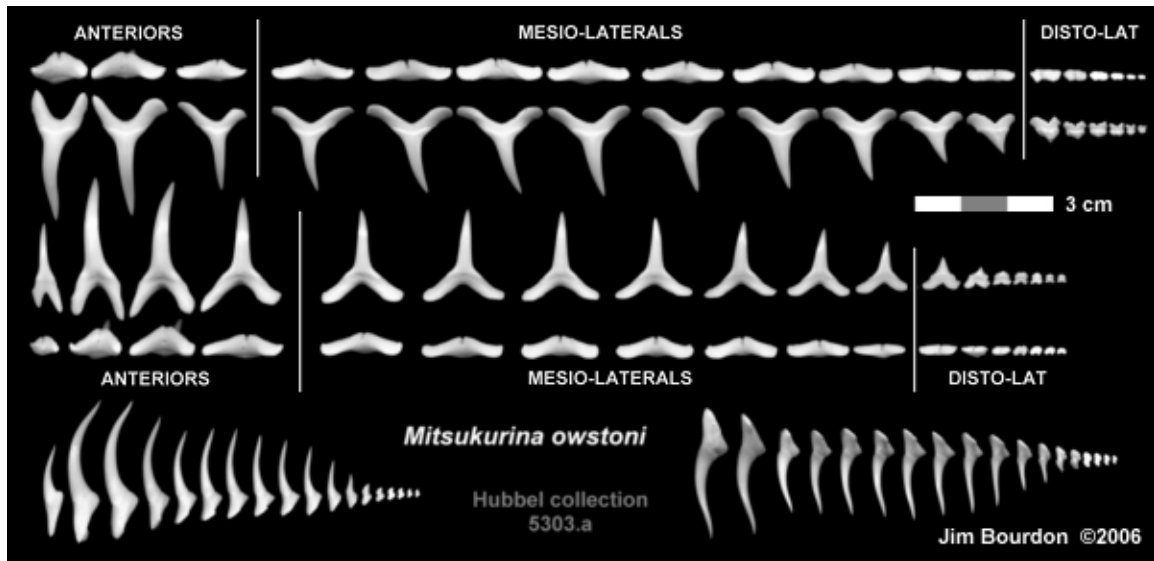 ANTERIORS MESIO-LATERALS DISTO-LAT
3 cm
ANTERIORS MESIO-LATERALS DISTO-LAT
Mitsukurina owstoni
Hubbel collection
5303.a
Jim Bourdon ©2006